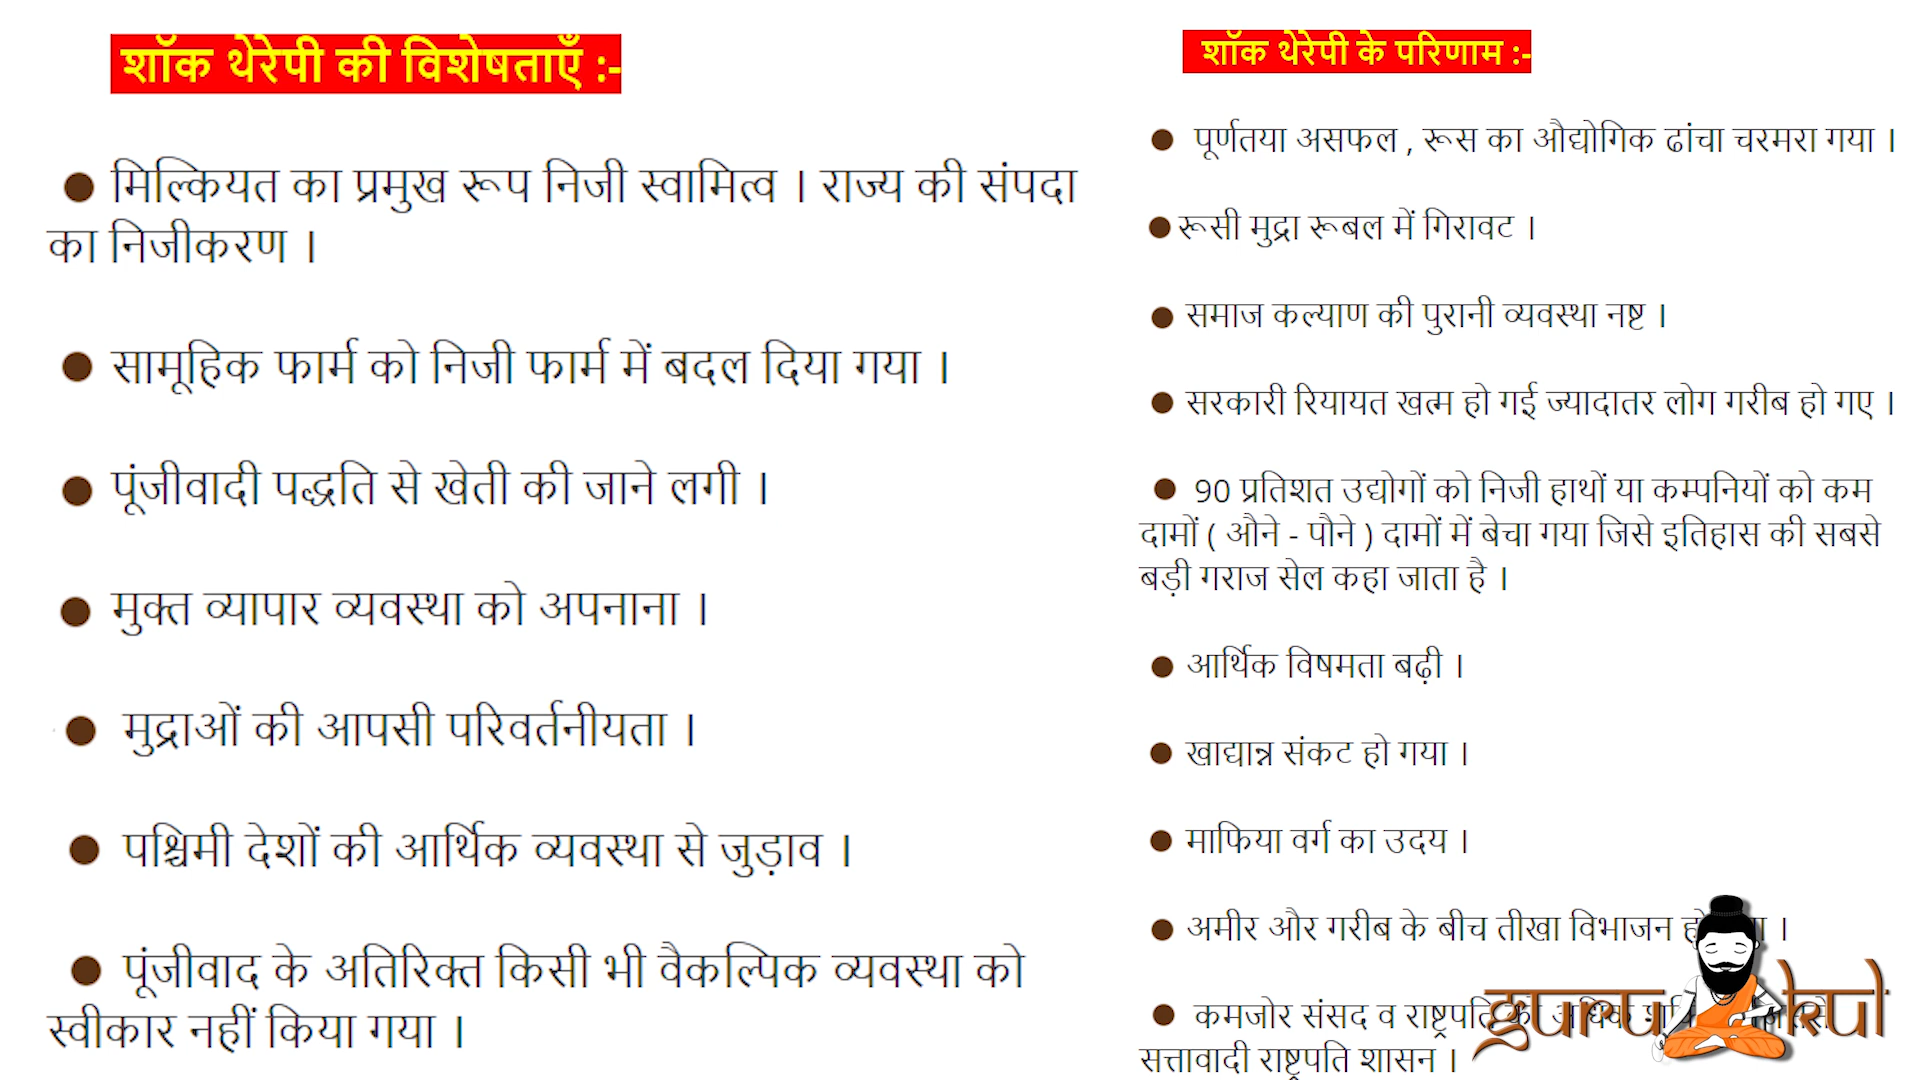 शॉक थेरेपी की विशेषताएँ :-
● मिल्कियत का प्रमुख रूप निजी स्वामित्व । राज्य की संपदा
का निजीकरण ।
● सामूहिक फार्म को निजी फार्म में बदल दिया गया ।
● पूंजीवादी पद्धति से खेती की जाने लगी ।
● मुक्त व्यापार व्यवस्था को अपनाना ।
● मुद्राओं की आपसी परिवर्तनीयता ।
● पश्चिमी देशों की आर्थिक व्यवस्था से जुड़ाव ।
● पूंजीवाद के अतिरिक्त किसी भी वैकल्पिक व्यवस्था को
स्वीकार नहीं किया गया ।
शॉक थेरेपी के परिणाम :-
● पूर्णतया असफल , रूस का औद्योगिक ढांचा चरमरा गया ।
● रूसी मुद्रा रूबल में गिरावट ।
● समाज कल्याण की पुरानी व्यवस्था नष्ट ।
● सरकारी रियायत खत्म हो गई ज्यादातर लोग गरीब हो गए ।
● 90 प्रतिशत उद्योगों को निजी हाथों या कम्पनियों को कम
दामों ( औने - पौने ) दामों में बेचा गया जिसे इतिहास की सबसे
बड़ी गराज सेल कहा जाता है ।
● आर्थिक विषमता बढ़ी ।
● खाद्यान्न संकट हो गया ।
● माफिया वर्ग का उदय ।
● अमीर और गरीब के बीच तीखा विभाजन ।
● कमजोर संसद व राष्ट्रपति को अधिक
सत्तावादी राष्ट्रपति शासन ।
guru kul